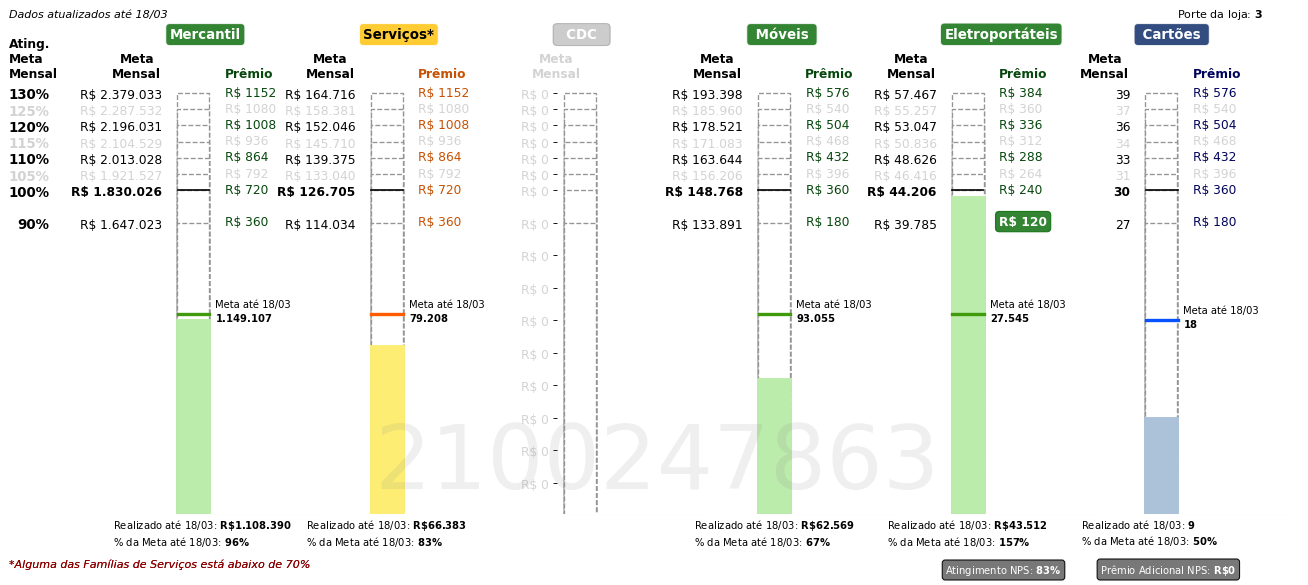 Dados atualizados até 18/03
Porte da loja: 3
Mercantil Serviços* CDC Móveis Eletroportáteis Cartões
Ating. Meta Mensal
Meta Mensal Prêmio Meta Mensal Prêmio Meta Mensal Meta Mensal Prêmio Meta Mensal Prêmio Meta Mensal Prêmio
130% R$ 2.379.033 R$ 1152 R$ 164.716 R$ 1152 R$ 0 R$ 193.398 R$ 576 R$ 57.467 R$ 384 39 R$ 576
125% R$ 2.287.532 R$ 1080 R$ 158.381 R$ 1080 R$ 0 R$ 185.960 R$ 540 R$ 55.257 R$ 360 37 R$ 540
120% R$ 2.196.031 R$ 1008 R$ 152.046 R$ 1008 R$ 0 R$ 178.521 R$ 504 R$ 53.047 R$ 336 36 R$ 504
115% R$ 2.104.529 R$ 936 R$ 145.710 R$ 936 R$ 0 R$ 171.083 R$ 468 R$ 50.836 R$ 312 34 R$ 468
110% R$ 2.013.028 R$ 864 R$ 139.375 R$ 864 R$ 0 R$ 163.644 R$ 432 R$ 48.626 R$ 288 33 R$ 432
105% R$ 1.921.527 R$ 792 R$ 133.040 R$ 792 R$ 0 R$ 156.206 R$ 396 R$ 46.416 R$ 264 31 R$ 396
100% R$ 1.830.026 R$ 720 R$ 126.705 R$ 720 R$ 0 R$ 148.768 R$ 360 R$ 44.206 R$ 240 30 R$ 360
90% R$ 1.647.023 R$ 360 R$ 114.034 R$ 360 R$ 0 R$ 133.891 R$ 180 R$ 39.785 R$ 120 27 R$ 180
R$ 0
R$ 0
Meta até 18/03 Meta até 18/03 Meta até 18/03 Meta até 18/03 Meta até 18/03
1.149.107 79.208 R$ 0 93.055 27.545 18
R$ 0
R$ 0
R$ 0
R$ 0
R$ 0
2100247863
Realizado até 18/03: R$1.108.390 Realizado até 18/03: R$66.383 Realizado até 18/03: R$62.569 Realizado até 18/03: R$43.512 Realizado até 18/03: 9
% da Meta até 18/03: 96% % da Meta até 18/03: 83% % da Meta até 18/03: 67% % da Meta até 18/03: 157% % da Meta até 18/03: 50%
*Alguma das Famílias de Serviços está abaixo de 70%
Atingimento NPS: 83% Prêmio Adicional NPS: R$0